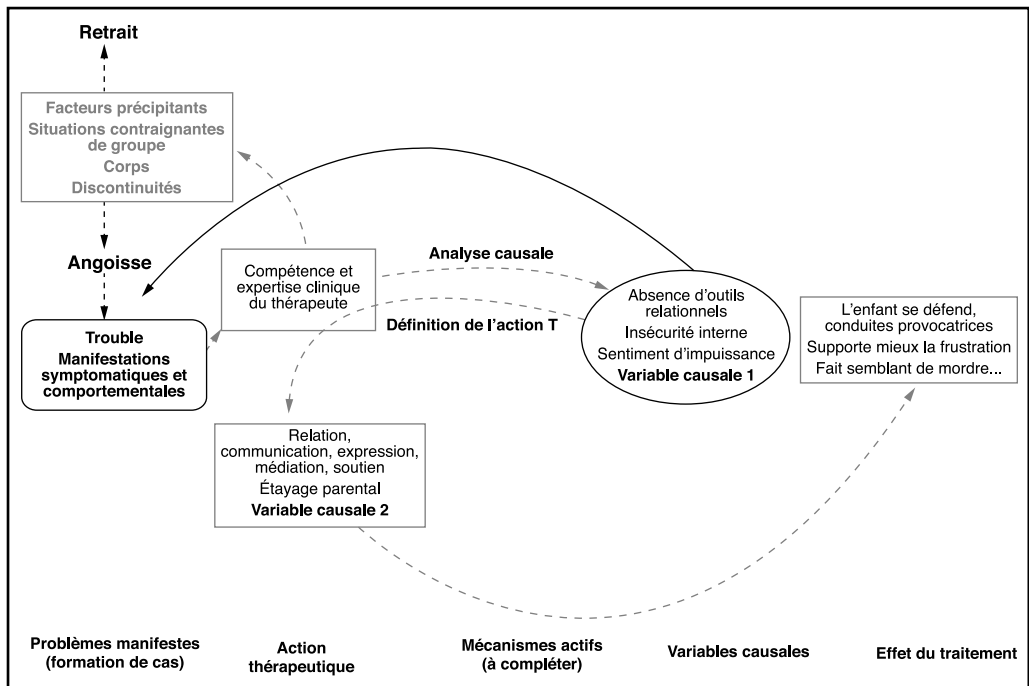 Retrait
Facteurs précipitants
Situations contraignantes
de groupe
Corps
Discontinuités
Angoisse
Trouble
Manifestations
symptomatiques et
comportementales
Compétence et
expertise clinique
du thérapeute
Analyse causale
Définition de l'action T
Absence d'outils
relationnels
Insécurité interne
Sentiment d'impuissance
Variable causale 1
L'enfant se défend,
conduites provocatrices
Supporte mieux la frustration
Fait semblant de mordre...
Relation,
communication, expression,
médiation, soutien
Étayage parental
Variable causale 2
Problèmes manifestes
(formation de cas)
Action
thérapeutique
Mécanismes actifs
(à compléter)
Variables causales
Effet du traitement